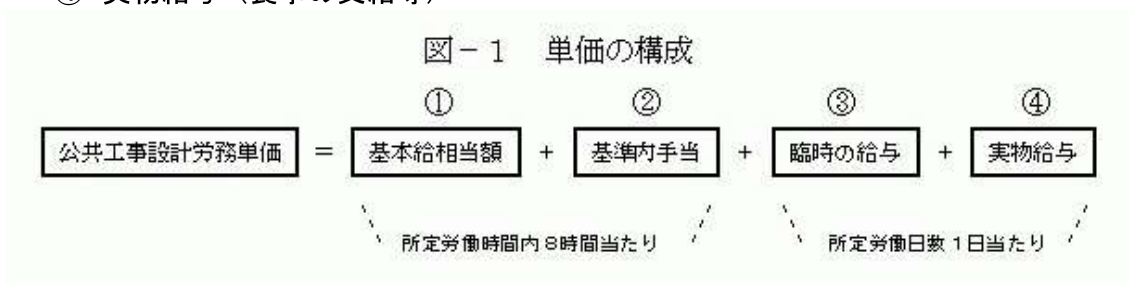 図－１　単価の構成
①　②　③　④
公共工事設計労務単価 ＝ 基本給相当額 ＋ 基準内手当 ＋ 臨時の給与 ＋ 実物給与
所定労働時間内８時間当たり　所定労働日数１日当たり